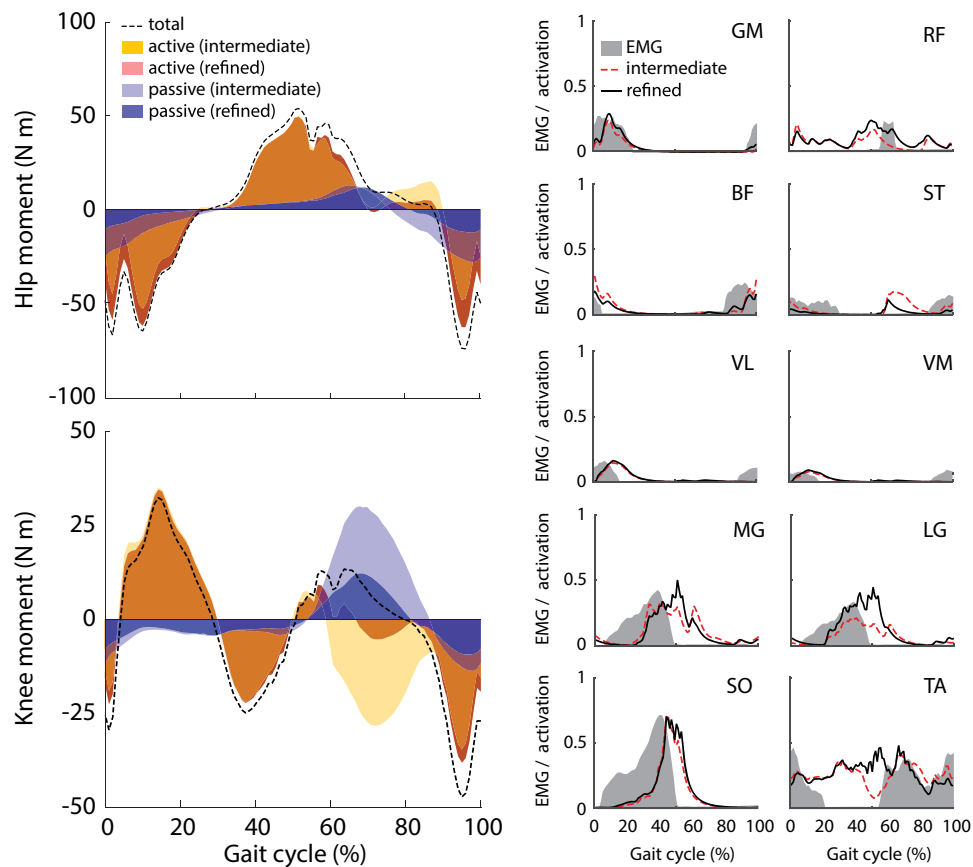 100
50
0
-50
-100
HIp moment (N m)
total
active (intermediate)
active (refined)
passive (intermediate)
passive (refined)
50
25
0
-25
-50
Knee moment (N m)
0 20 40 60 80 100
Gait cycle (%)
EMG / activation
1
0.5
0
GM
EMG
intermediate
refined
RF
EMG / activation
1
0.5
0
BF
ST
EMG / activation
1
0.5
0
VL
VM
EMG / activation
1
0.5
0
MG
LG
EMG / activation
1
0.5
0
SO
TA
0 20 40 60 80 100
0 20 40 60 80 100
Gait cycle (%)
Gait cycle (%)